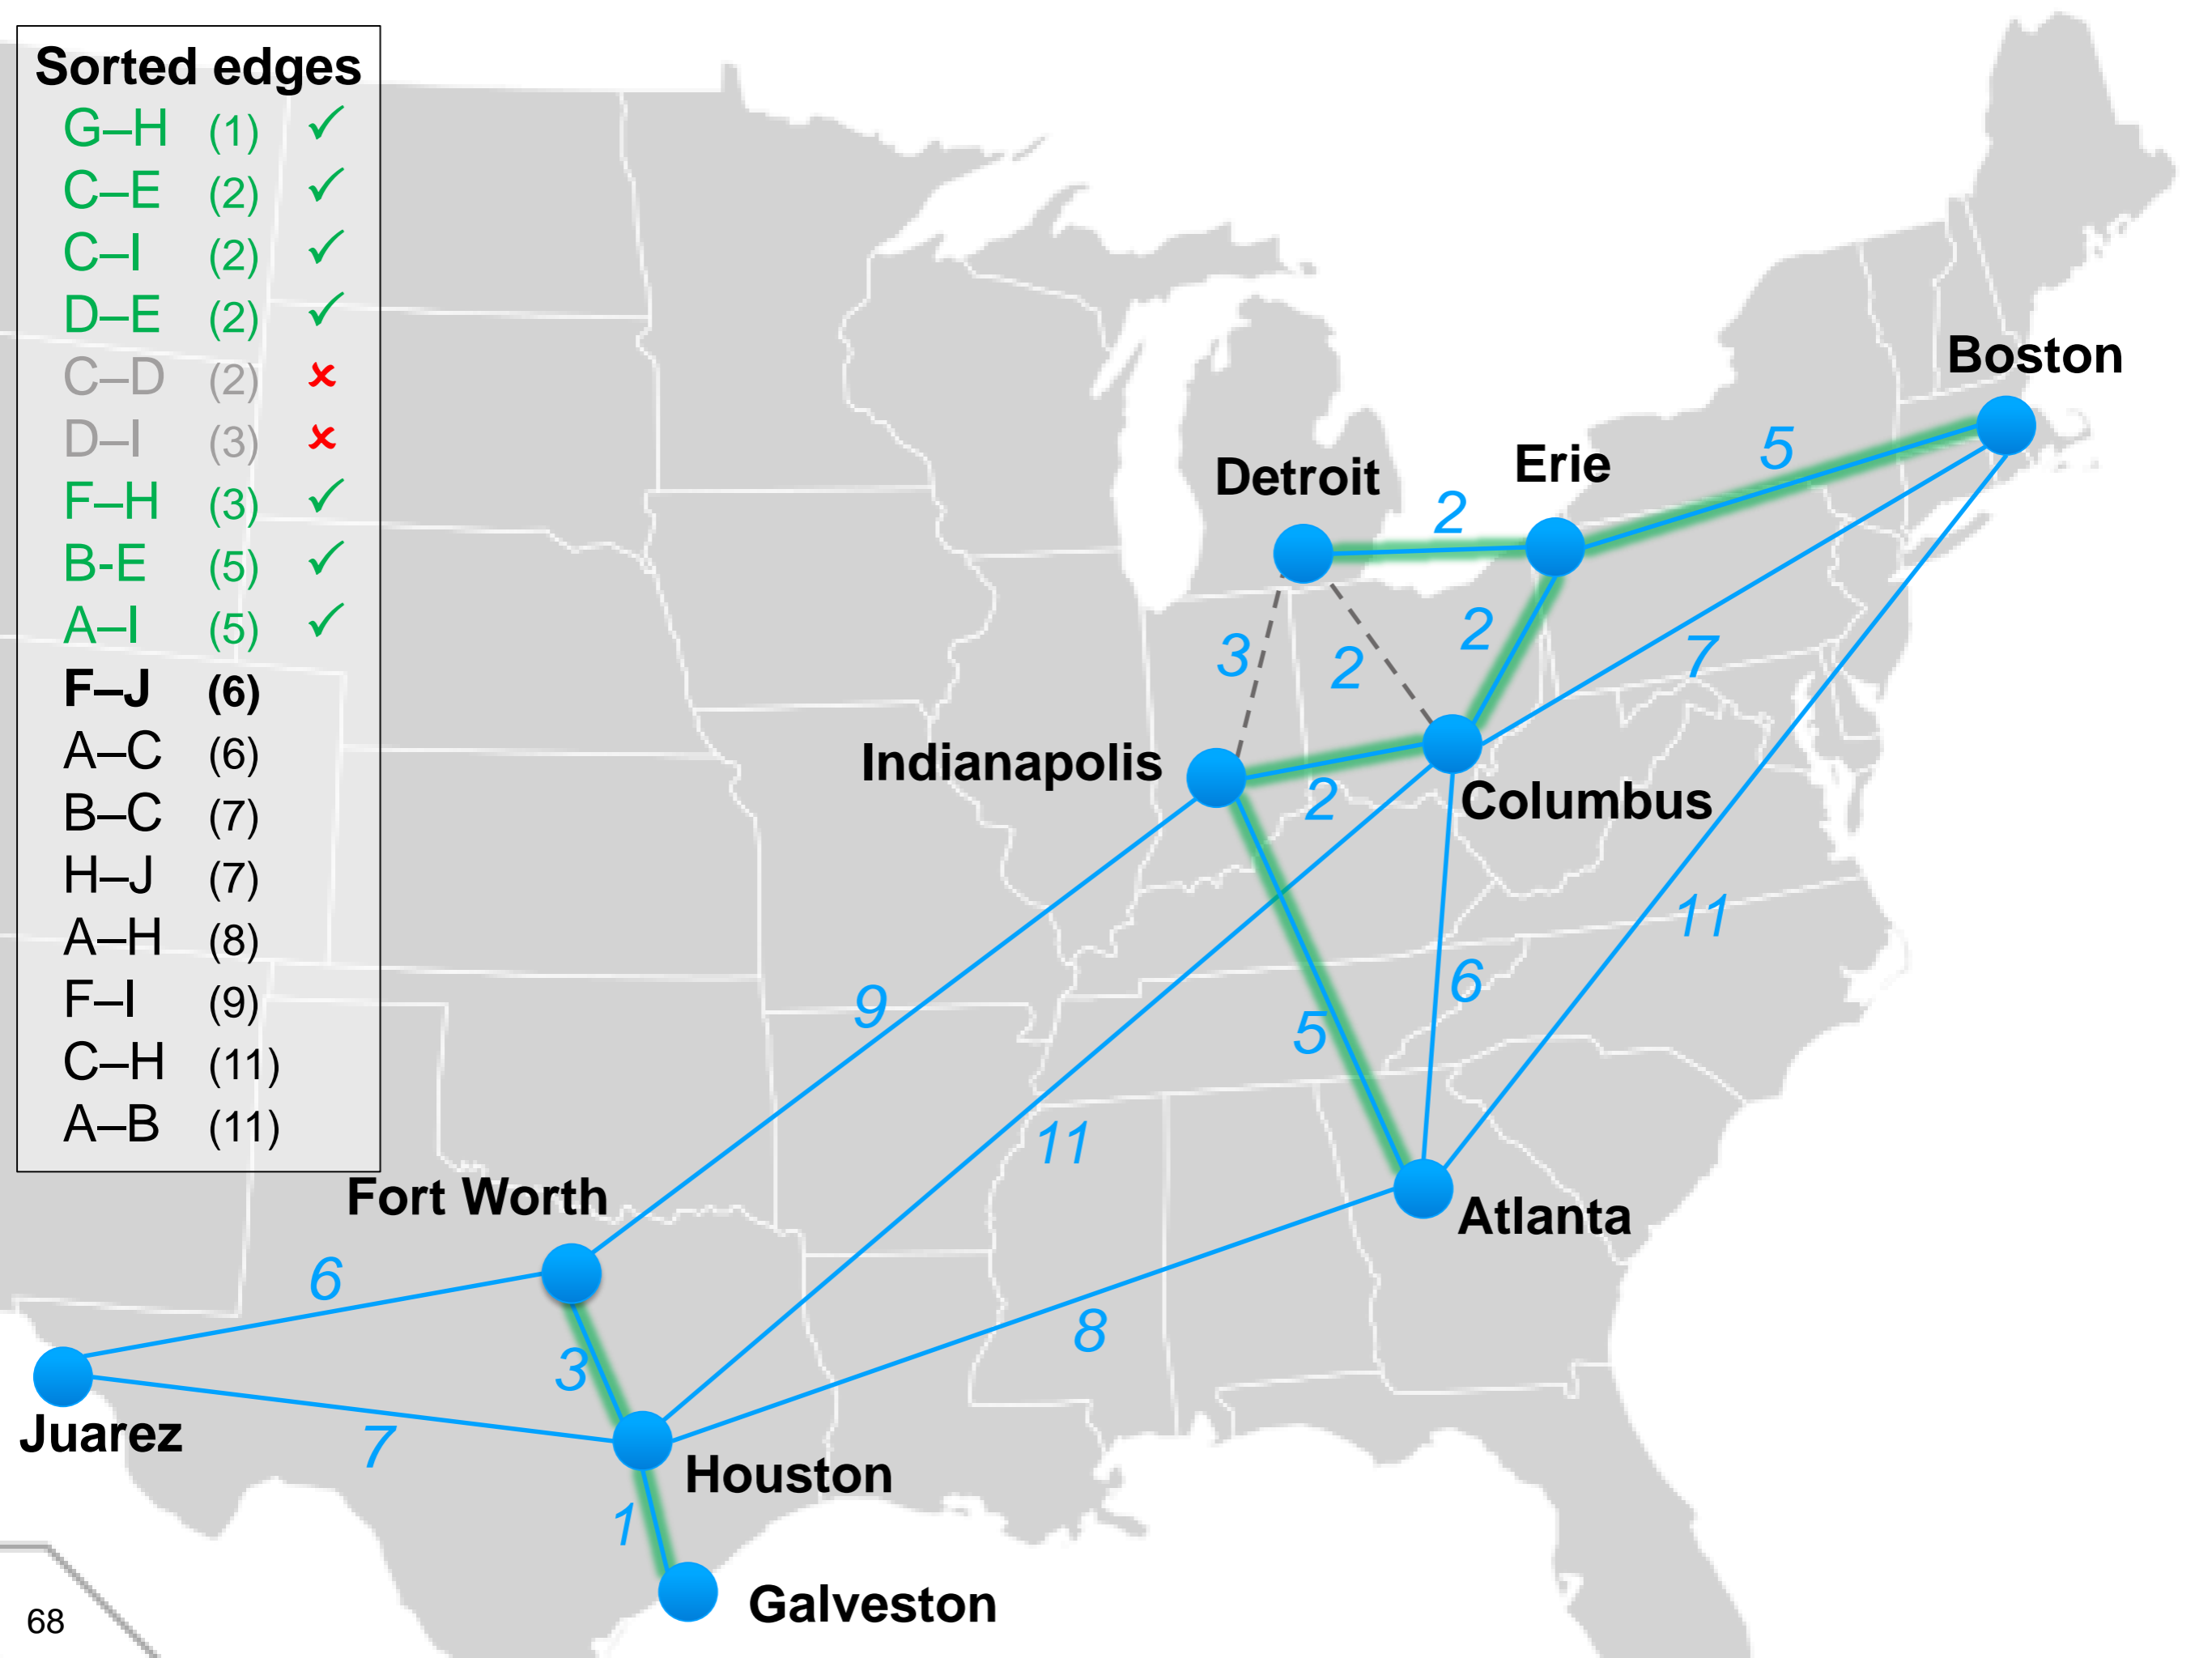 Sorted edges
G–H (1) ✓
C–E (2) ✓
C–I (2) ✓
D–E (2) ✓
C–D (2) ✘
D–I (3) ✘
F–H (3) ✓
B-E (5) ✓
A–I (5) ✓
F–J (6)
A–C (6)
B–C (7)
H–J (7)
A–H (8)
F–I (9)
C–H (11)
A–B (11)
Boston
Erie
Detroit
5
2
2
3
2
7
Indianapolis
Columbus
2
11
6
9
5
11
Fort Worth
Atlanta
6
8
3
Juarez
7
Houston
1
Galveston
68